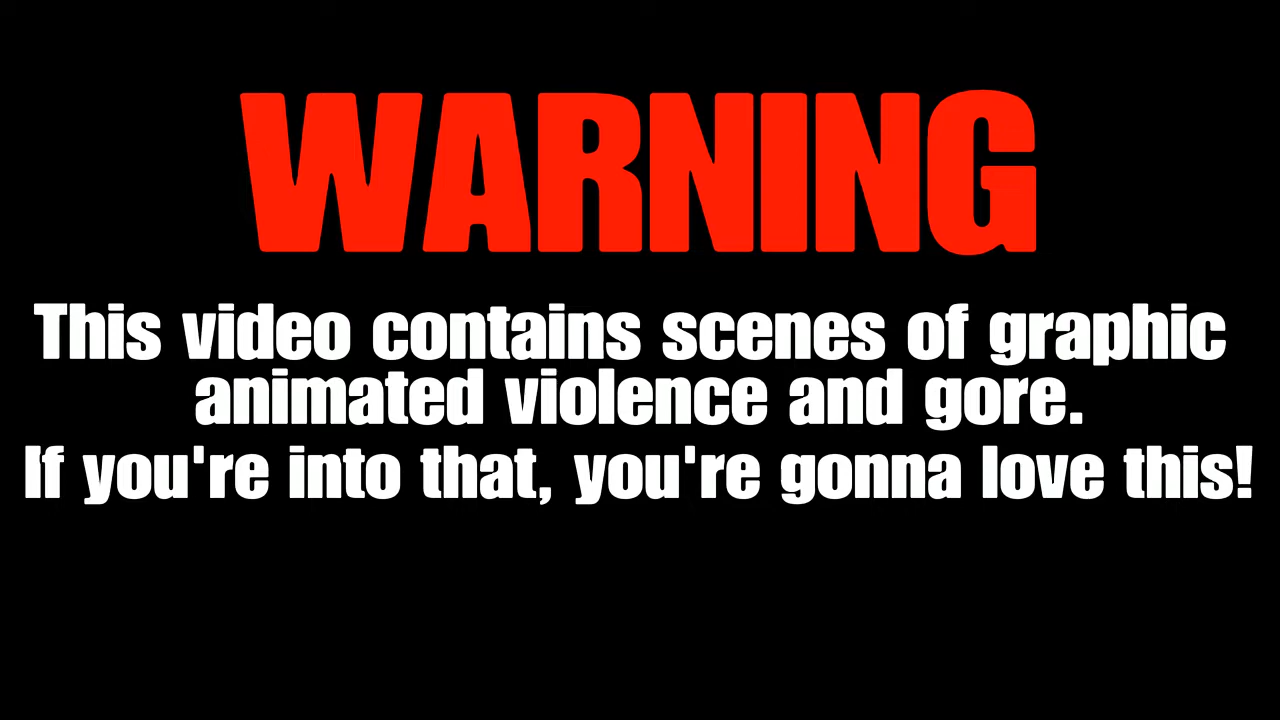 WARNING
This video contains scenes of graphic
animated violence and gore.
If you're into that, you're gonna love this!